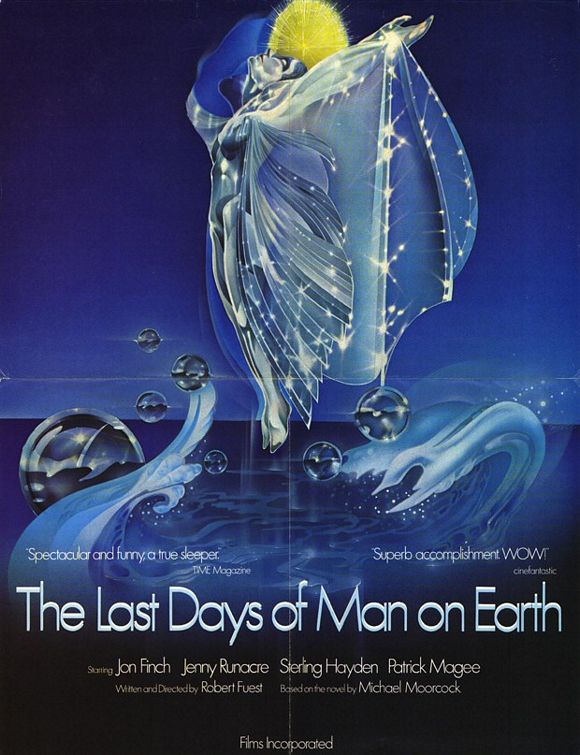 "Spectacular and funny, a true sleeper."
TIME Magazine
"Superb accomplishment. WOW!"
cinefantastic
The Last Days of Man on Earth
Starring Jon Finch Jenny Runacre Sterling Hayden Patrick Magee
Written and Directed by Robert Fuest Based on the novel by Michael Moorcock
Films Incorporated